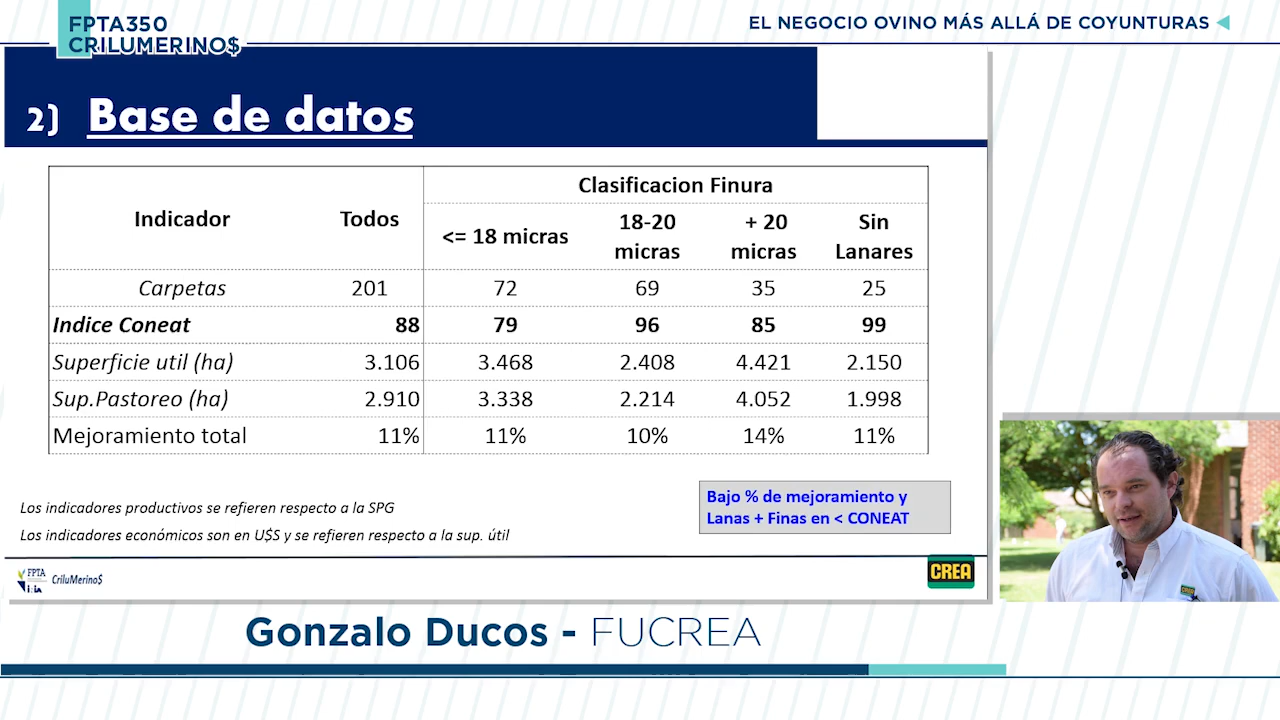 FPTA350
CRILUMERINO$
EL NEGOCIO OVINO MÁS ALLÁ DE COYUNTURAS
2) Base de datos
Clasificacion Finura
Indicador Todos <= 18 micras 18-20 micras + 20 micras Sin Lanares
Carpetas 201 72 69 35 25
Indice Coneat 88 79 96 85 99
Superficie util (ha) 3.106 3.468 2.408 4.421 2.150
Sup.Pastoreo (ha) 2.910 3.338 2.214 4.052 1.998
Mejoramiento total 11% 11% 10% 14% 11%
Bajo % de mejoramiento y
Lanas + Finas en < CONEAT
Los indicadores productivos se refieren respecto a la SPG
Los indicadores económicos son en U$S y se refieren respecto a la sup. útil
FPTA
CriluMerino$
CREA
CREA
Gonzalo Ducos - FUCREA